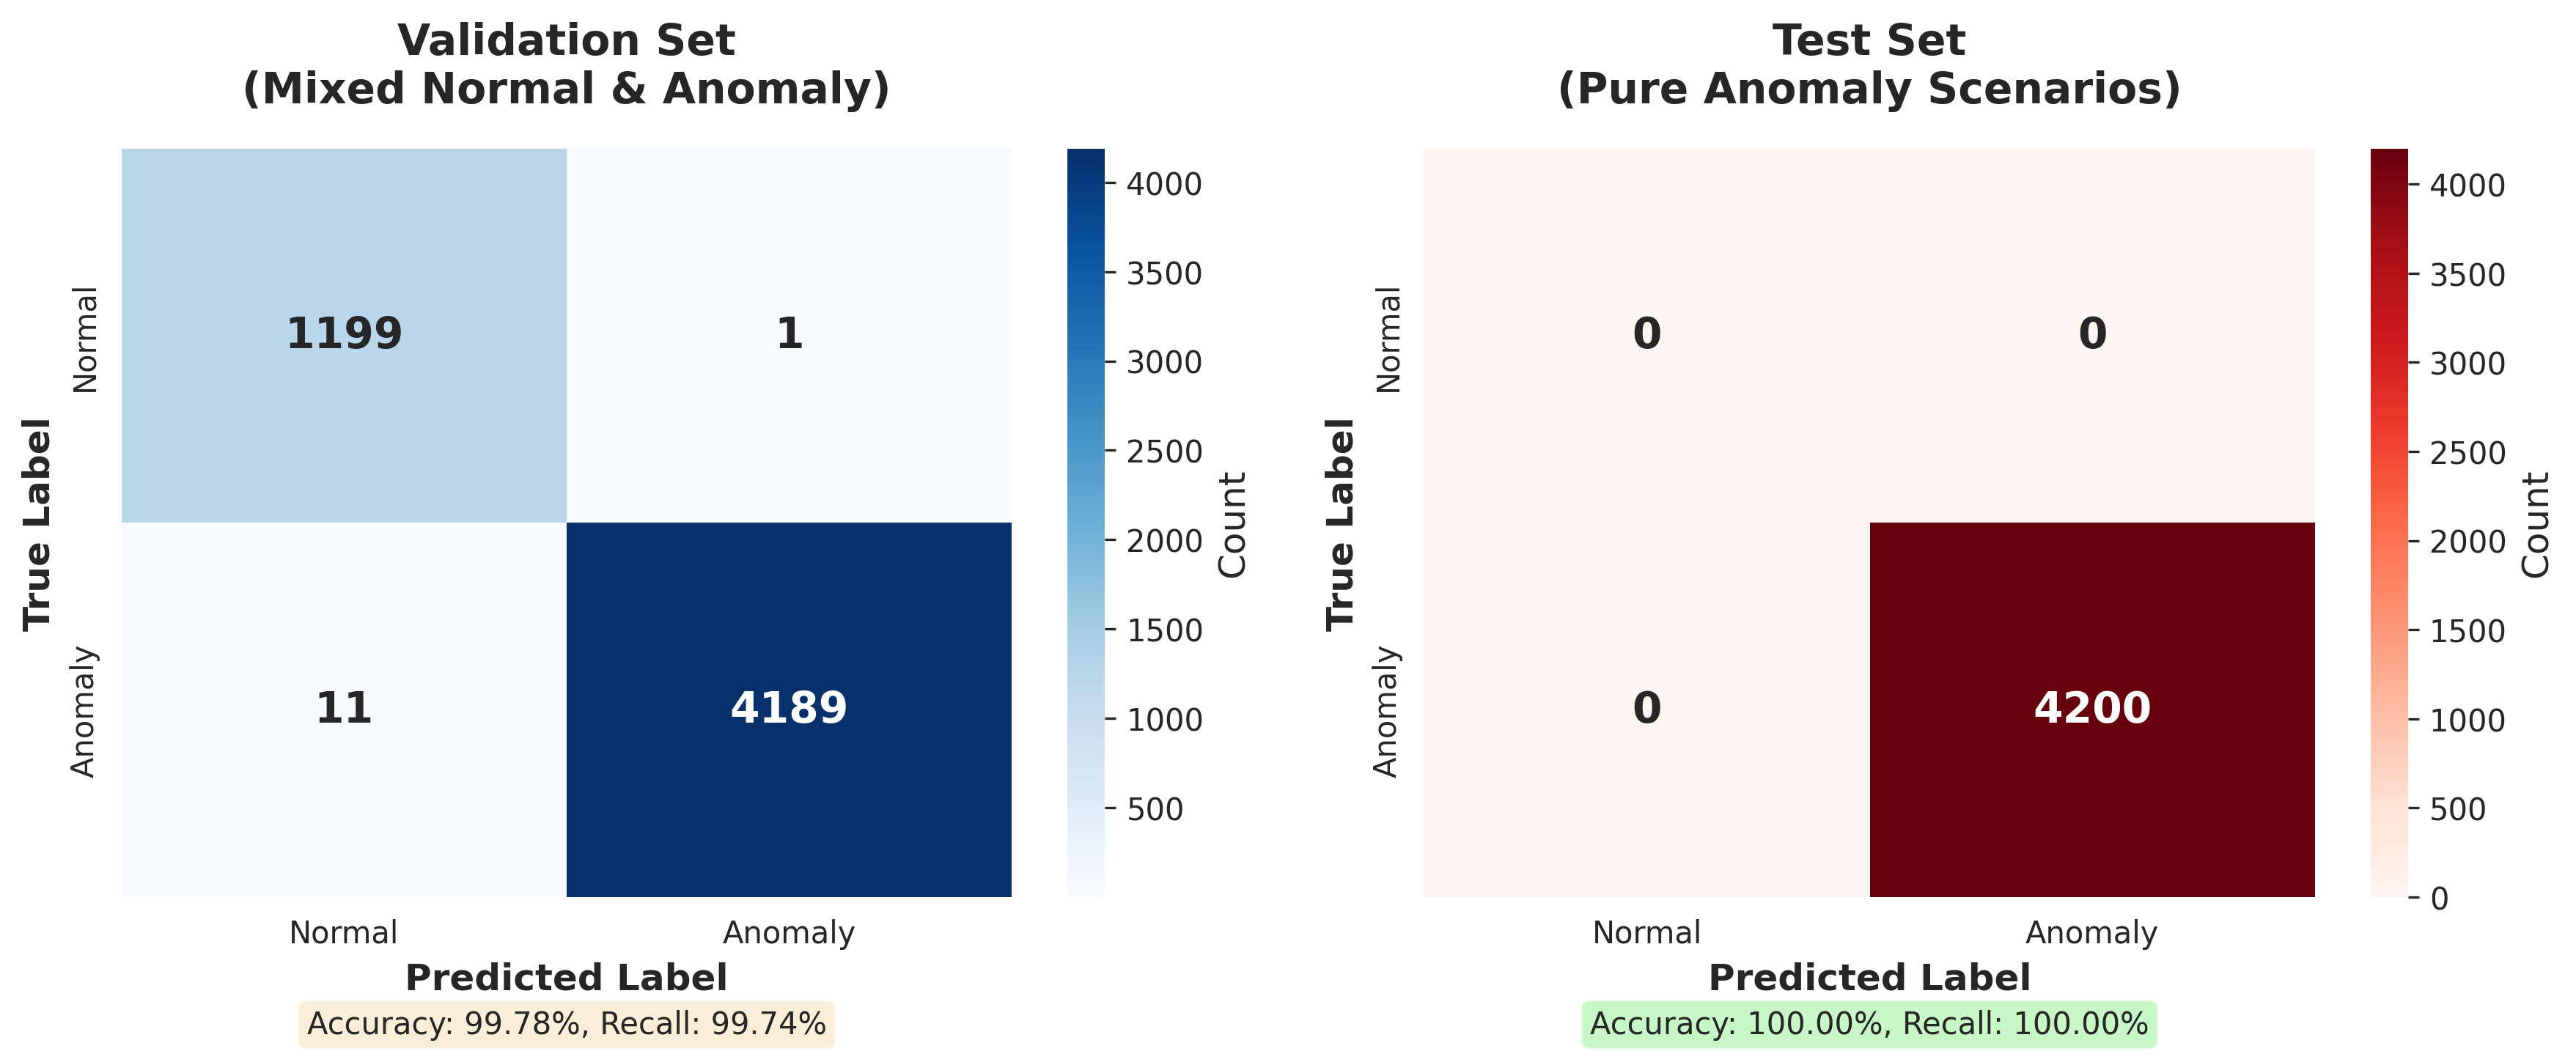 Validation Set
(Mixed Normal & Anomaly)
True Label
Normal
Anomaly
1199
1
11
4189
Normal
Anomaly
Predicted Label
Accuracy: 99.78%, Recall: 99.74%
4000
3500
3000
2500
2000
1500
1000
500
Count
Test Set
(Pure Anomaly Scenarios)
True Label
Normal
Anomaly
0
0
0
4200
Normal
Anomaly
Predicted Label
Accuracy: 100.00%, Recall: 100.00%
4000
3500
3000
2500
2000
1500
1000
500
0
Count